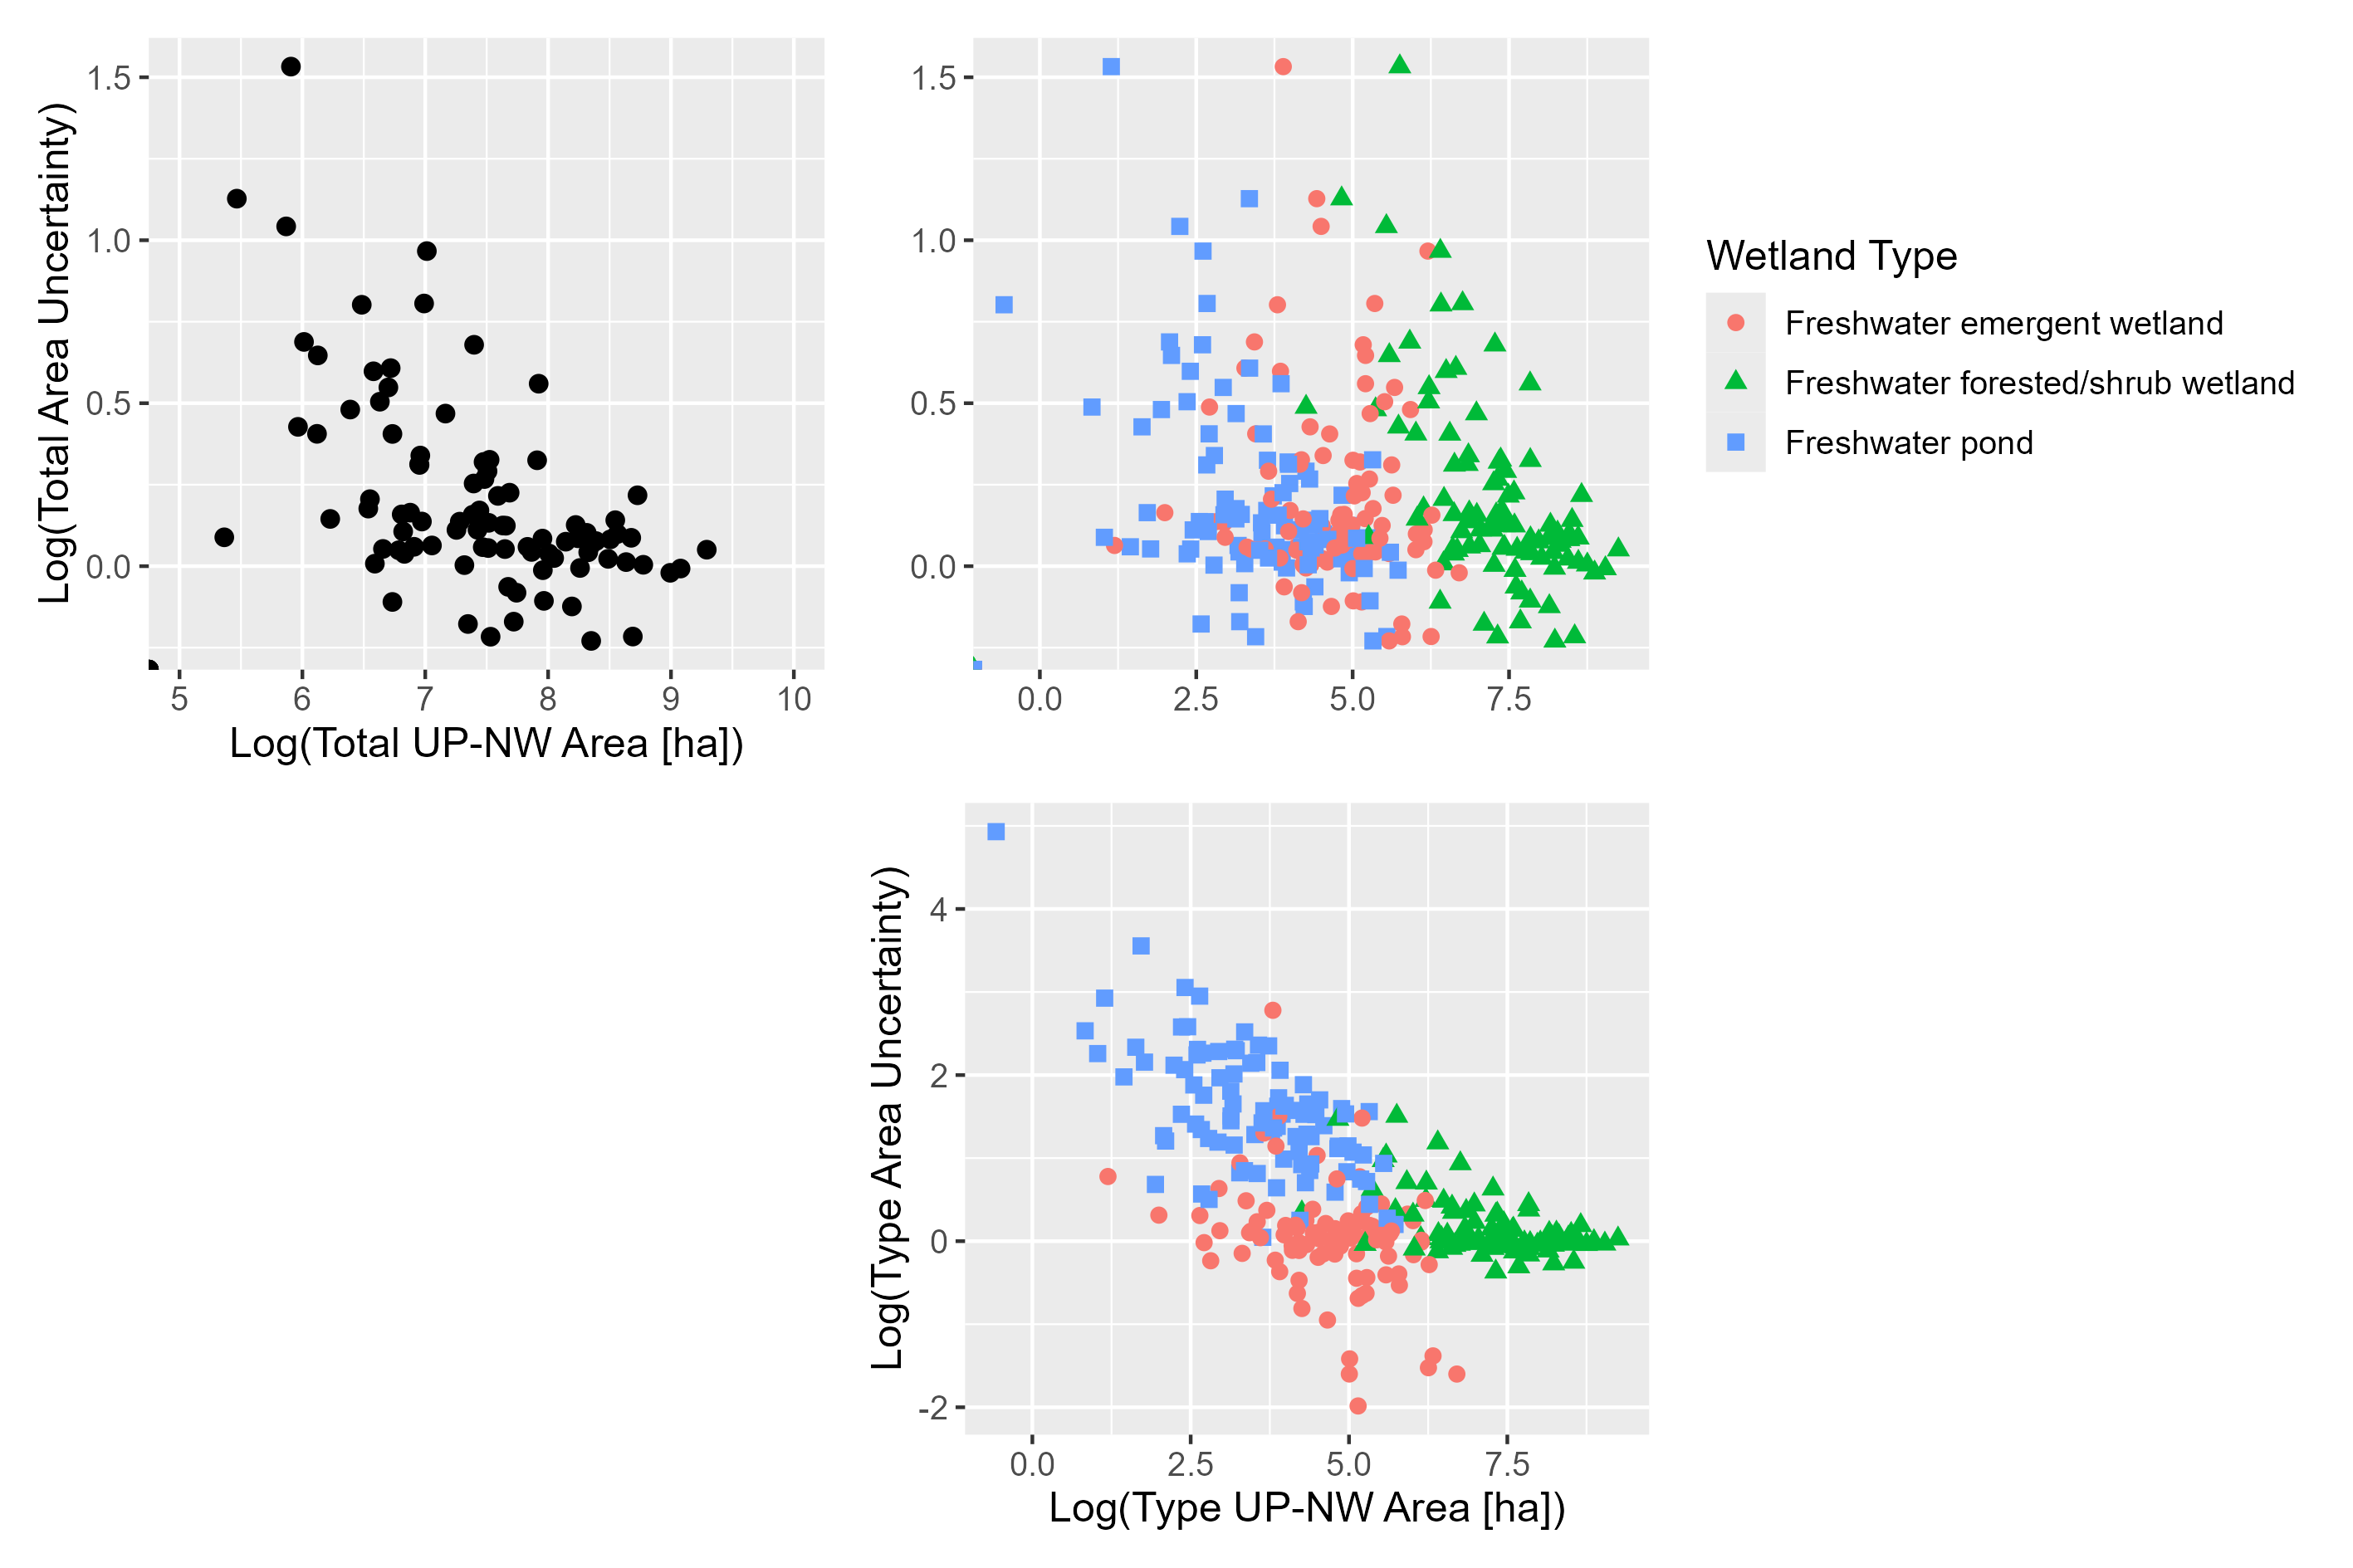 Log(Total Area Uncertainty)
1.5
1.0
0.5
0.0
5 6 7 8 9 10
Log(Total UP-NW Area [ha])
1.5
1.0
0.5
0.0
0.0 2.5 5.0 7.5
Wetland Type
Freshwater emergent wetland
Freshwater forested/shrub wetland
Freshwater pond
Log(Type Area Uncertainty)
4
2
0
-2
0.0 2.5 5.0 7.5
Log(Type UP-NW Area [ha])